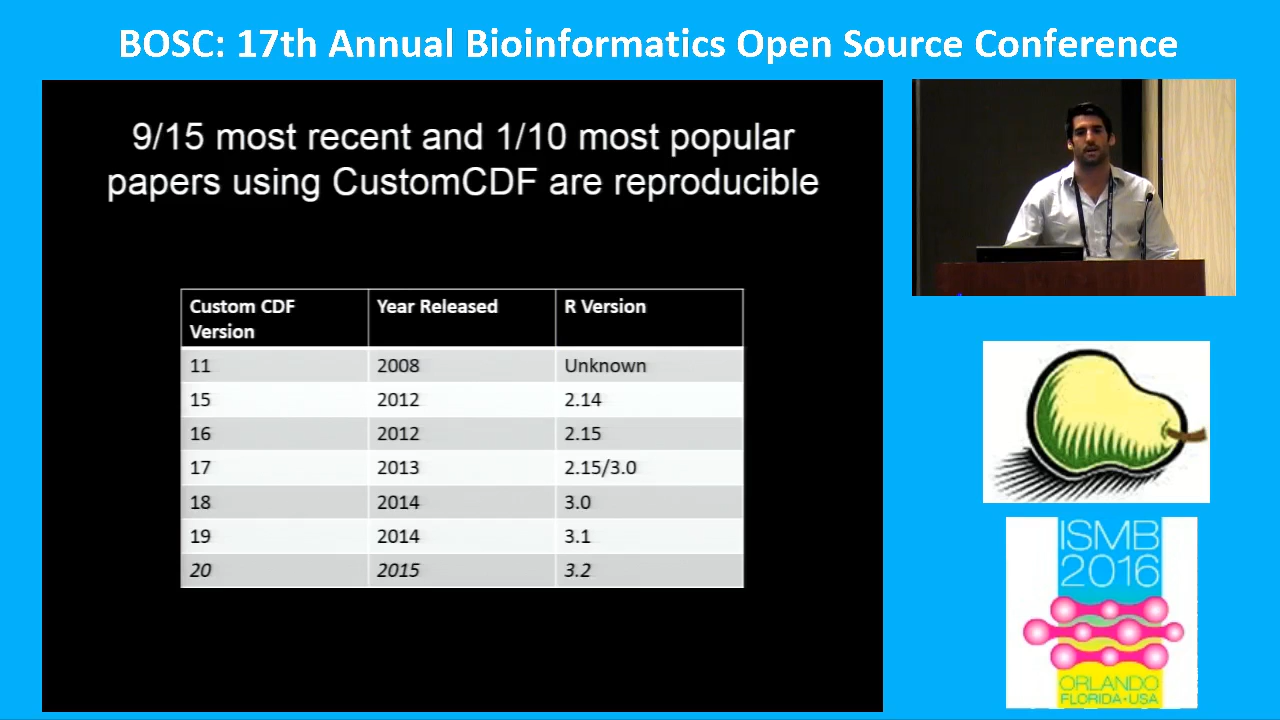 BOSC: 17th Annual Bioinformatics Open Source Conference
9/15 most recent and 1/10 most popular
papers using CustomCDF are reproducible
Custom CDF Version Year Released R Version
11 2008 Unknown
15 2012 2.14
16 2012 2.15
17 2013 2.15/3.0
18 2014 3.0
19 2014 3.1
20 2015 3.2
ISMB
2016
ORLANDO
FLORIDA•USA